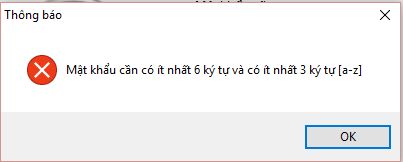 Thông báo
Mật khẩu cần có ít nhất 6 ký tự và có ít nhất 3 ký tự [a-z]
OK